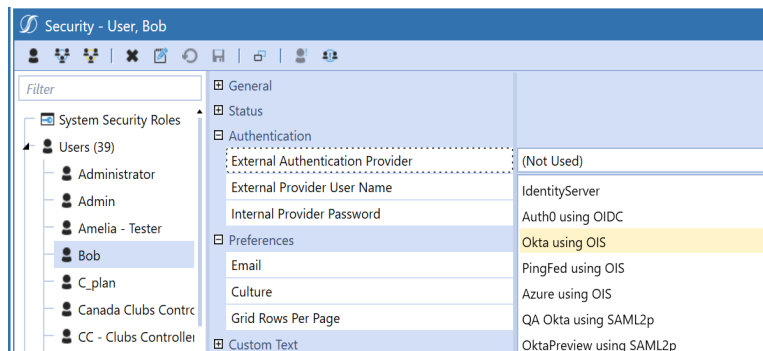 Security - User, Bob
Filter
System Security Roles
Users (39)
Administrator
Admin
Amelia - Tester
Bob
C_plan
Canada Clubs Contrc
CC - Clubs Controller
General
Status
Authentication
External Authentication Provider
(Not Used)
External Provider User Name
Internal Provider Password
Preferences
Email
Culture
Grid Rows Per Page
Custom Text
IdentityServer
Auth0 using OIDC
Okta using OIS
PingFed using OIS
Azure using OIS
QA Okta using SAML2p
OktaPreview using SAML2p